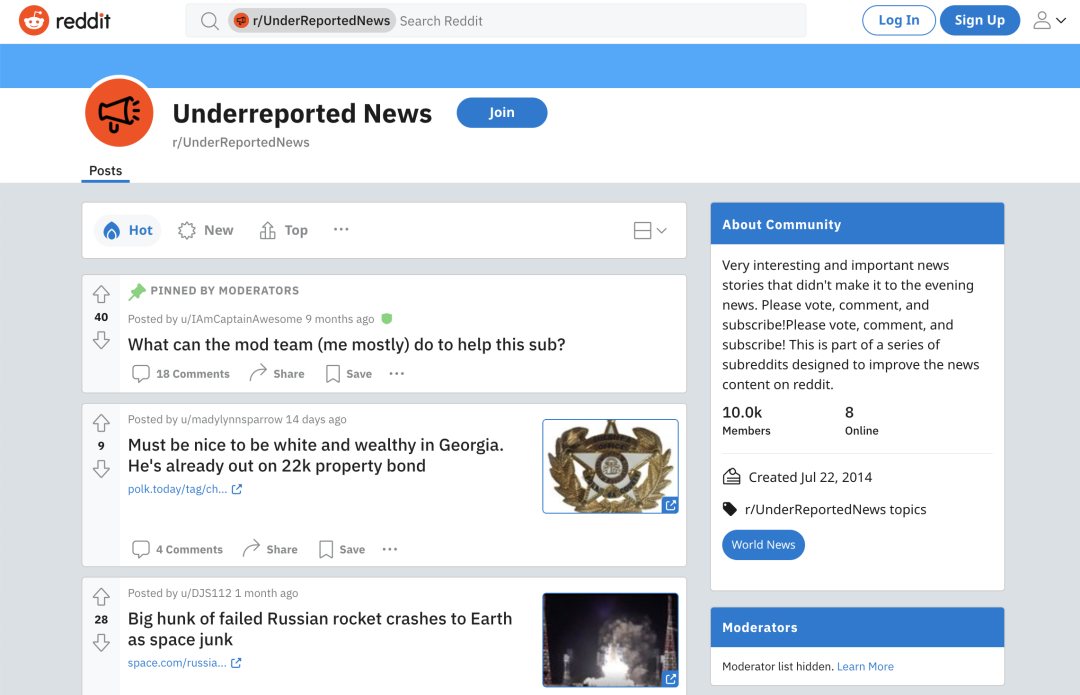 reddit
r/UnderReportedNews Search Reddit
Log In
Sign Up
Underreported News
Join
r/UnderReportedNews
Posts
Hot
New
Top
PINNED BY MODERATORS
40
Posted by u/IAmCaptainAwesome 9 months ago
What can the mod team (me mostly) do to help this sub?
18 Comments
Share
Save
Posted by u/madylynnsparrow 14 days ago
9
Must be nice to be white and wealthy in Georgia.
He's already out on 22k property bond
polk.today/tag/ch...
4 Comments
Share
Save
Posted by u/DJS112 1 month ago
28
Big hunk of failed Russian rocket crashes to Earth
as space junk
space.com/russia...
About Community
Very interesting and important news
stories that didn't make it to the evening
news. Please vote, comment, and
subscribe!Please vote, comment, and
subscribe! This is part of a series of
subreddits designed to improve the news
content on reddit.
10.0k
Members
8
Online
Created Jul 22, 2014
r/UnderReportedNews topics
World News
Moderators
Moderator list hidden. Learn More